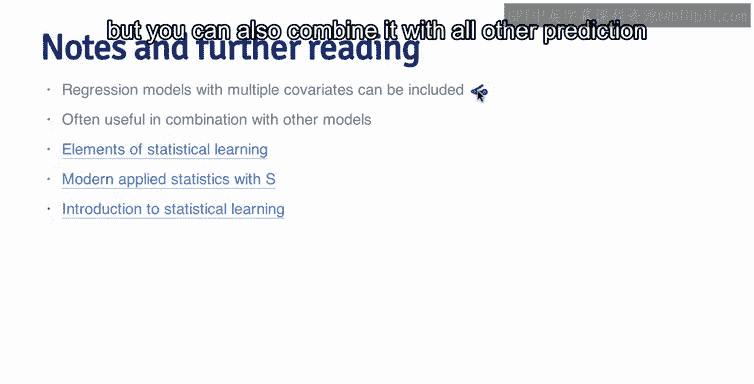 but you can also combine it with all other prediction
Notes and further reading
· Regression models with multiple covariates can be included
· Often useful in combination with other models
· Elements of statistical learning
· Modern applied statistics with S
· Introduction to statistical learning